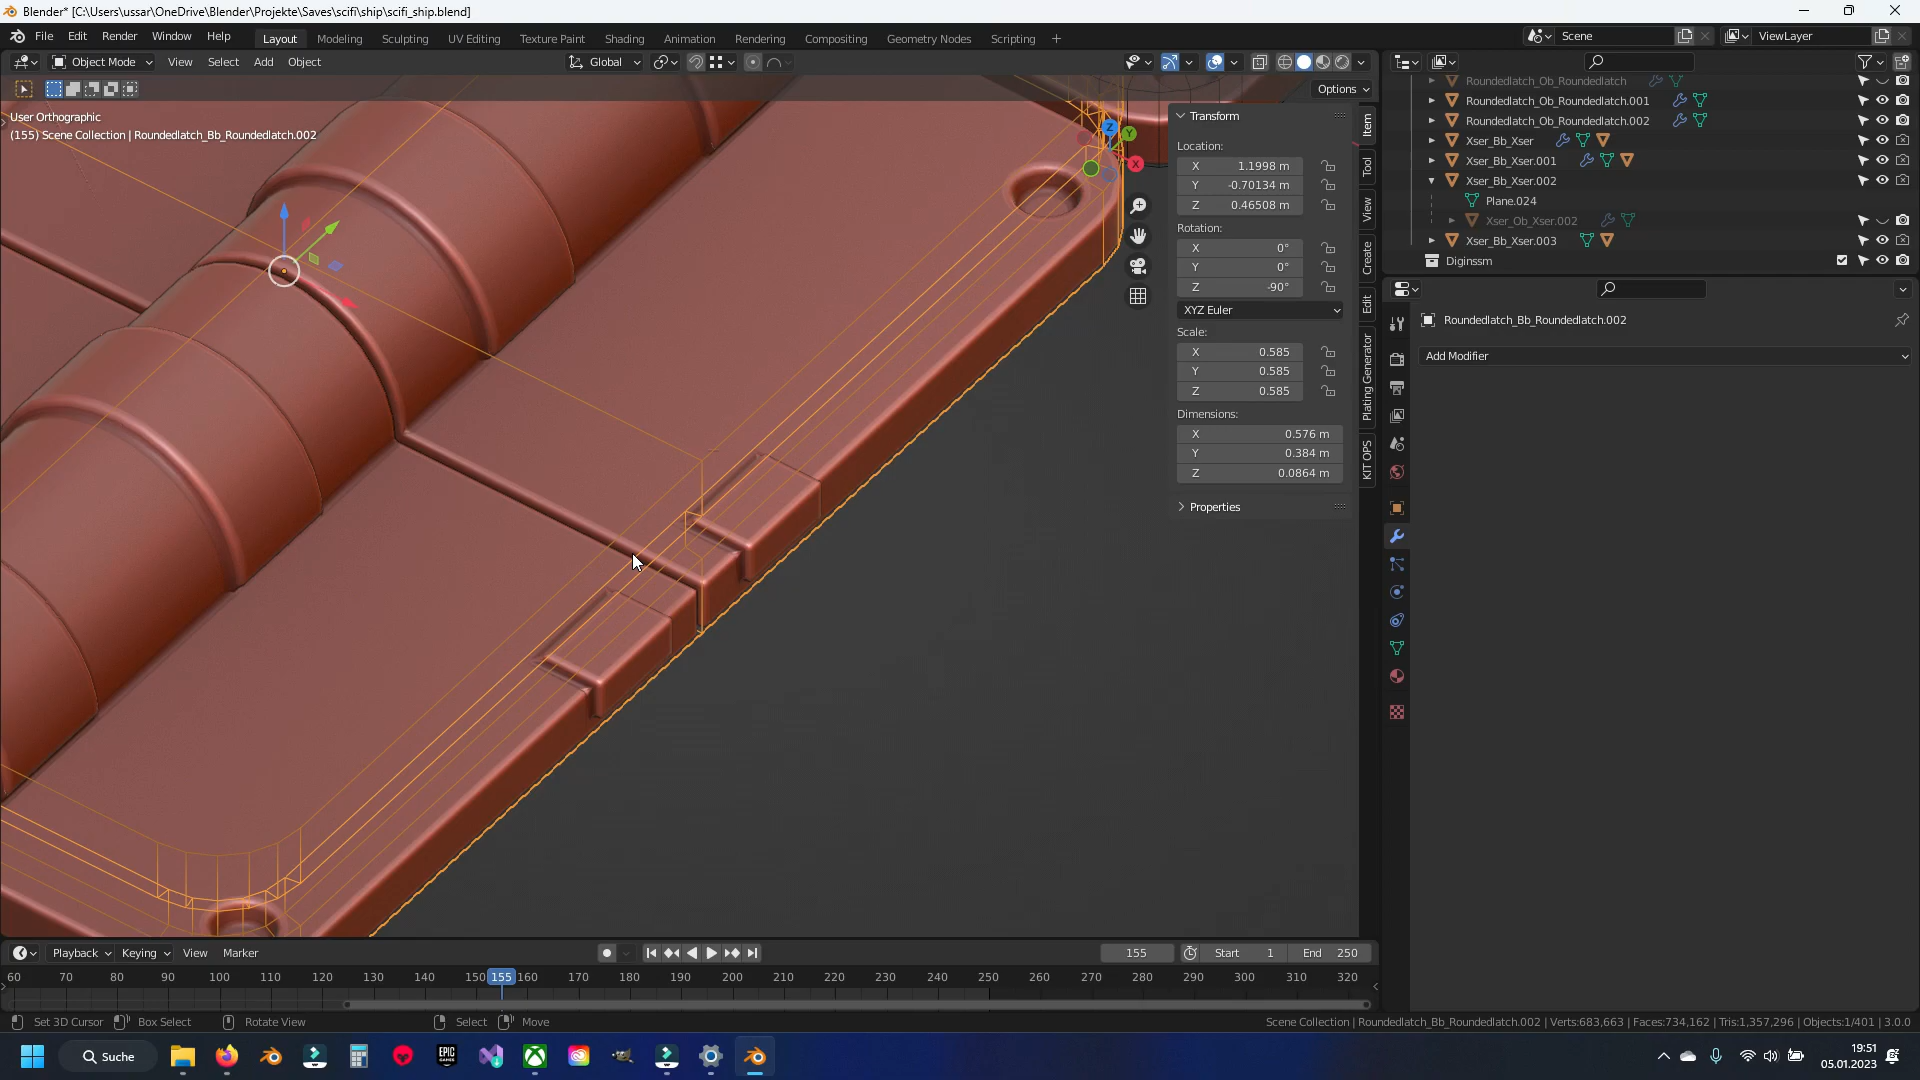 Blender* [C:\Users\ussar\OneDrive\Blender\Projekte\Saves\scifi\ship\scifi_ship.blend]
File Edit Render Window Help Layout Modeling Sculpting UV Editing Texture Paint Shading Animation Rendering Compositing Geometry Nodes Scripting + Scene ViewLayer
Object Mode View Select Add Object Global
Options
User Orthographic
(155) Scene Collection | Roundedlatch_Bb_Roundedlatch.002
Z Y X
Transform
Location:
X 1.1998 m
Y -0.70134 m
Z 0.46508 m
Rotation:
X 0°
Y 0°
Z -90°
XYZ Euler
Scale:
X 0.585
Y 0.585
Z 0.585
Dimensions:
X 0.576 m
Y 0.384 m
Z 0.0864 m
Properties
Item
Tool
View
Create
Edit
Plating Generator
KIT OPS
Roundedlatch_Ob_Roundedlatch
Roundedlatch_Ob_Roundedlatch.001
Roundedlatch_Ob_Roundedlatch.002
Xser_Bb_Xser
Xser_Bb_Xser.001
Xser_Bb_Xser.002
Plane.024
Xser_Ob_Xser.002
Xser_Bb_Xser.003
Diginssm
Roundedlatch_Bb_Roundedlatch.002
Add Modifier
Playback Keying View Marker 155 Start 1 End 250
60 70 80 90 100 110 120 130 140 150 155 160 170 180 190 200 210 220 230 240 250 260 270 280 290 300 310 320
Set 3D Cursor Box Select Rotate View Select Move Scene Collection | Roundedlatch_Bb_Roundedlatch.002 | Verts:683,663 | Faces:734,162 | Tris:1,357,296 | Objects:1/401 | 3.0.0
Suche
EPIC GAMES
19:51
05.01.2023